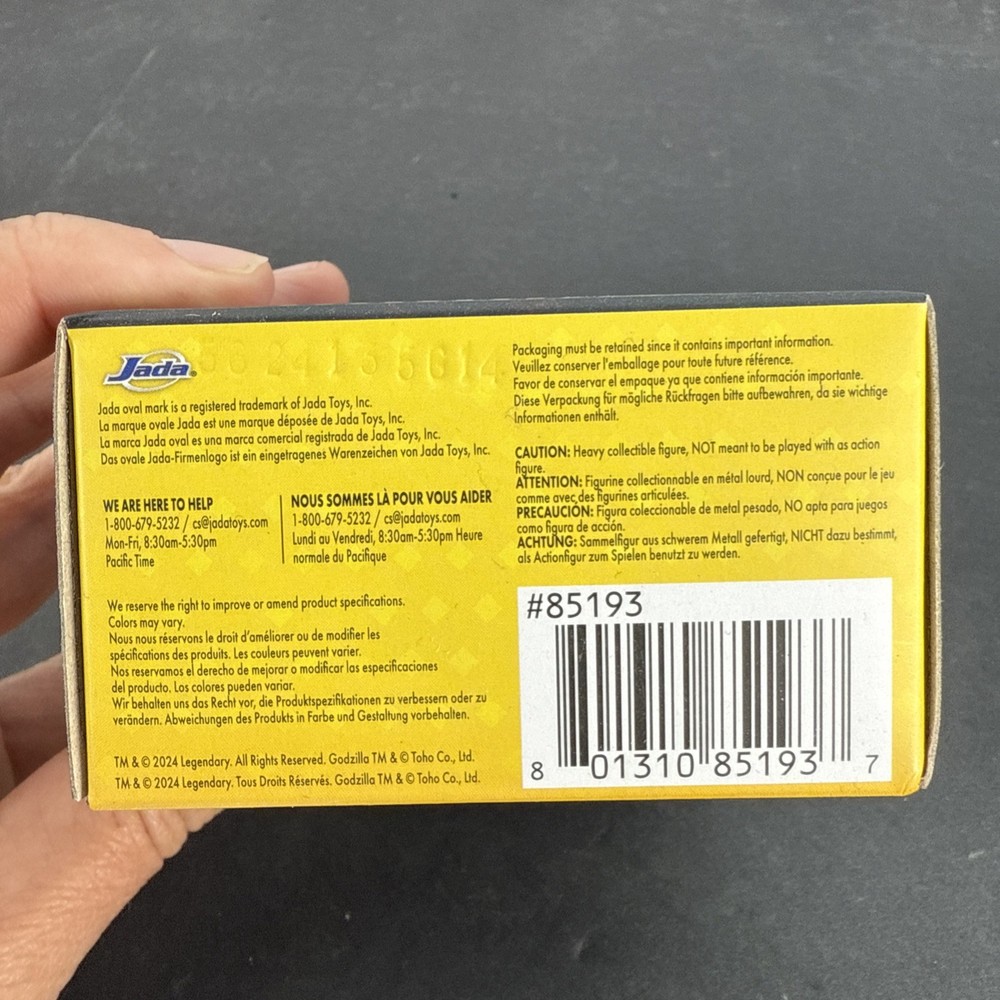 Jada
Jada oval mark is a registered trademark of Jada Toys, Inc.
La marque ovale Jada est une marque déposée de Jada Toys, Inc.
La marca Jada oval es una marca comercial registrada de Jada Toys, Inc.
Das ovale Jada-Firmenlogo ist ein eingetragenes Warenzeichen von Jada Toys, Inc.
WE ARE HERE TO HELP
1-800-679-5232 / cs@jadatoys.com
Mon-Fri, 8:30am-5:30pm
Pacific Time
NOUS SOMMES LÀ POUR VOUS AIDER
1-800-679-5232 / cs@jadatoys.com
Lundi au Vendredi, 8:30am-5:30pm Heure
normale du Pacifique
We reserve the right to improve or amend product specifications.
Colors may vary.
Nous nous réservons le droit d'améliorer ou de modifier les
spécifications des produits. Les couleurs peuvent varier.
Nos reservamos el derecho de mejorar o modificar las especificaciones
del producto. Los colores pueden variar.
Wir behalten uns das Recht vor, die Produktspezifikationen zu verbessern oder zu
verändern. Abweichungen des Produkts in Farbe und Gestaltung vorbehalten.
TM & © 2024 Legendary. All Rights Reserved. Godzilla TM & © Toho Co., Ltd.
TM & © 2024 Legendary. Tous Droits Réservés. Godzilla TM & © Toho Co., Ltd.
Packaging must be retained since it contains important information.
Veuillez conserver l'emballage pour toute future référence.
Favor de conservar el empaque ya que contiene información importante.
Diese Verpackung für mögliche Rückfragen bitte aufbewahren, da sie wichtige
Informationen enthält.
CAUTION: Heavy collectible figure, NOT meant to be played with as action
figure.
ATTENTION: Figurine collectionnable en métal lourd, NON conçue pour le jeu
comme avec des figurines articulées.
PRECAUCIÓN: Figura coleccionable de metal pesado, NO apta para juegos
como figura de acción.
ACHTUNG: Sammelfigur aus schwerem Metall gefertigt, NICHT dazu bestimmt,
als Actionfigur zum Spielen benutzt zu werden.
#85193
8 01310 85193 7